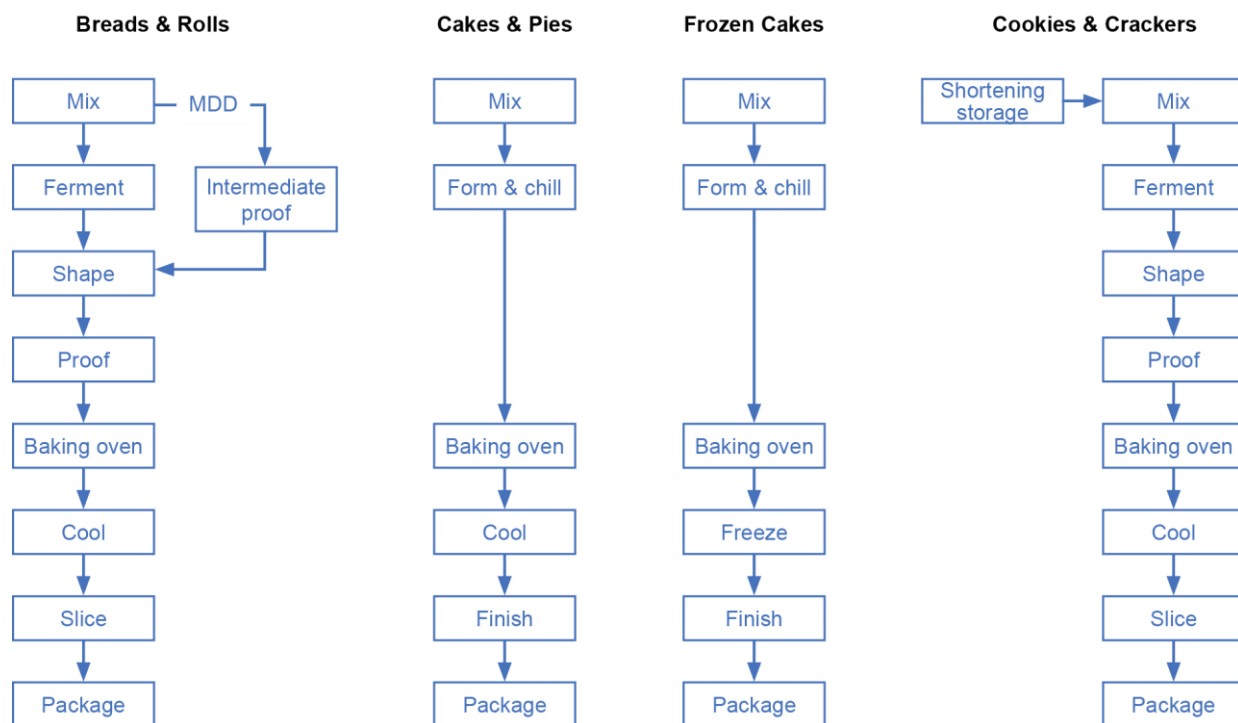 Breads & Rolls
Mix
MDD
Ferment
Intermediate
proof
Shape
Proof
Baking oven
Cool
Slice
Package
Cakes & Pies
Mix
Form & chill
Baking oven
Cool
Finish
Package
Frozen Cakes
Mix
Form & chill
Baking oven
Freeze
Finish
Package
Cookies & Crackers
Shortening
storage
Mix
Ferment
Shape
Proof
Baking oven
Cool
Slice
Package